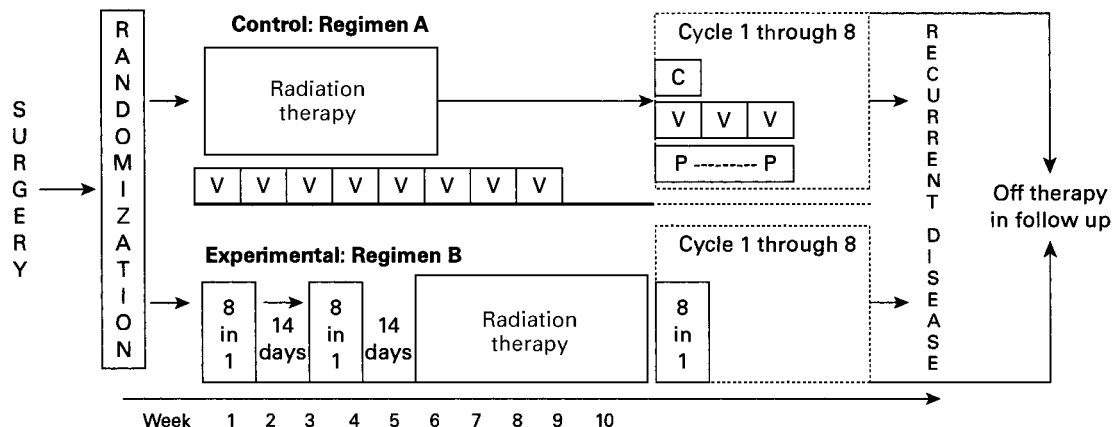 SURGERY
RANDOMIZATION
Control: Regimen A
Radiation
therapy
V V V V V V V V
Cycle 1 through 8
C
V V V
P -------- P
Experimental: Regimen B
8
in
1
14
days
8
in
1
14
days
Radiation
therapy
Cycle 1 through 8
8
in
1
RECURRENT DISEASE
Off therapy
in follow up
Week 1 2 3 4 5 6 7 8 9 10